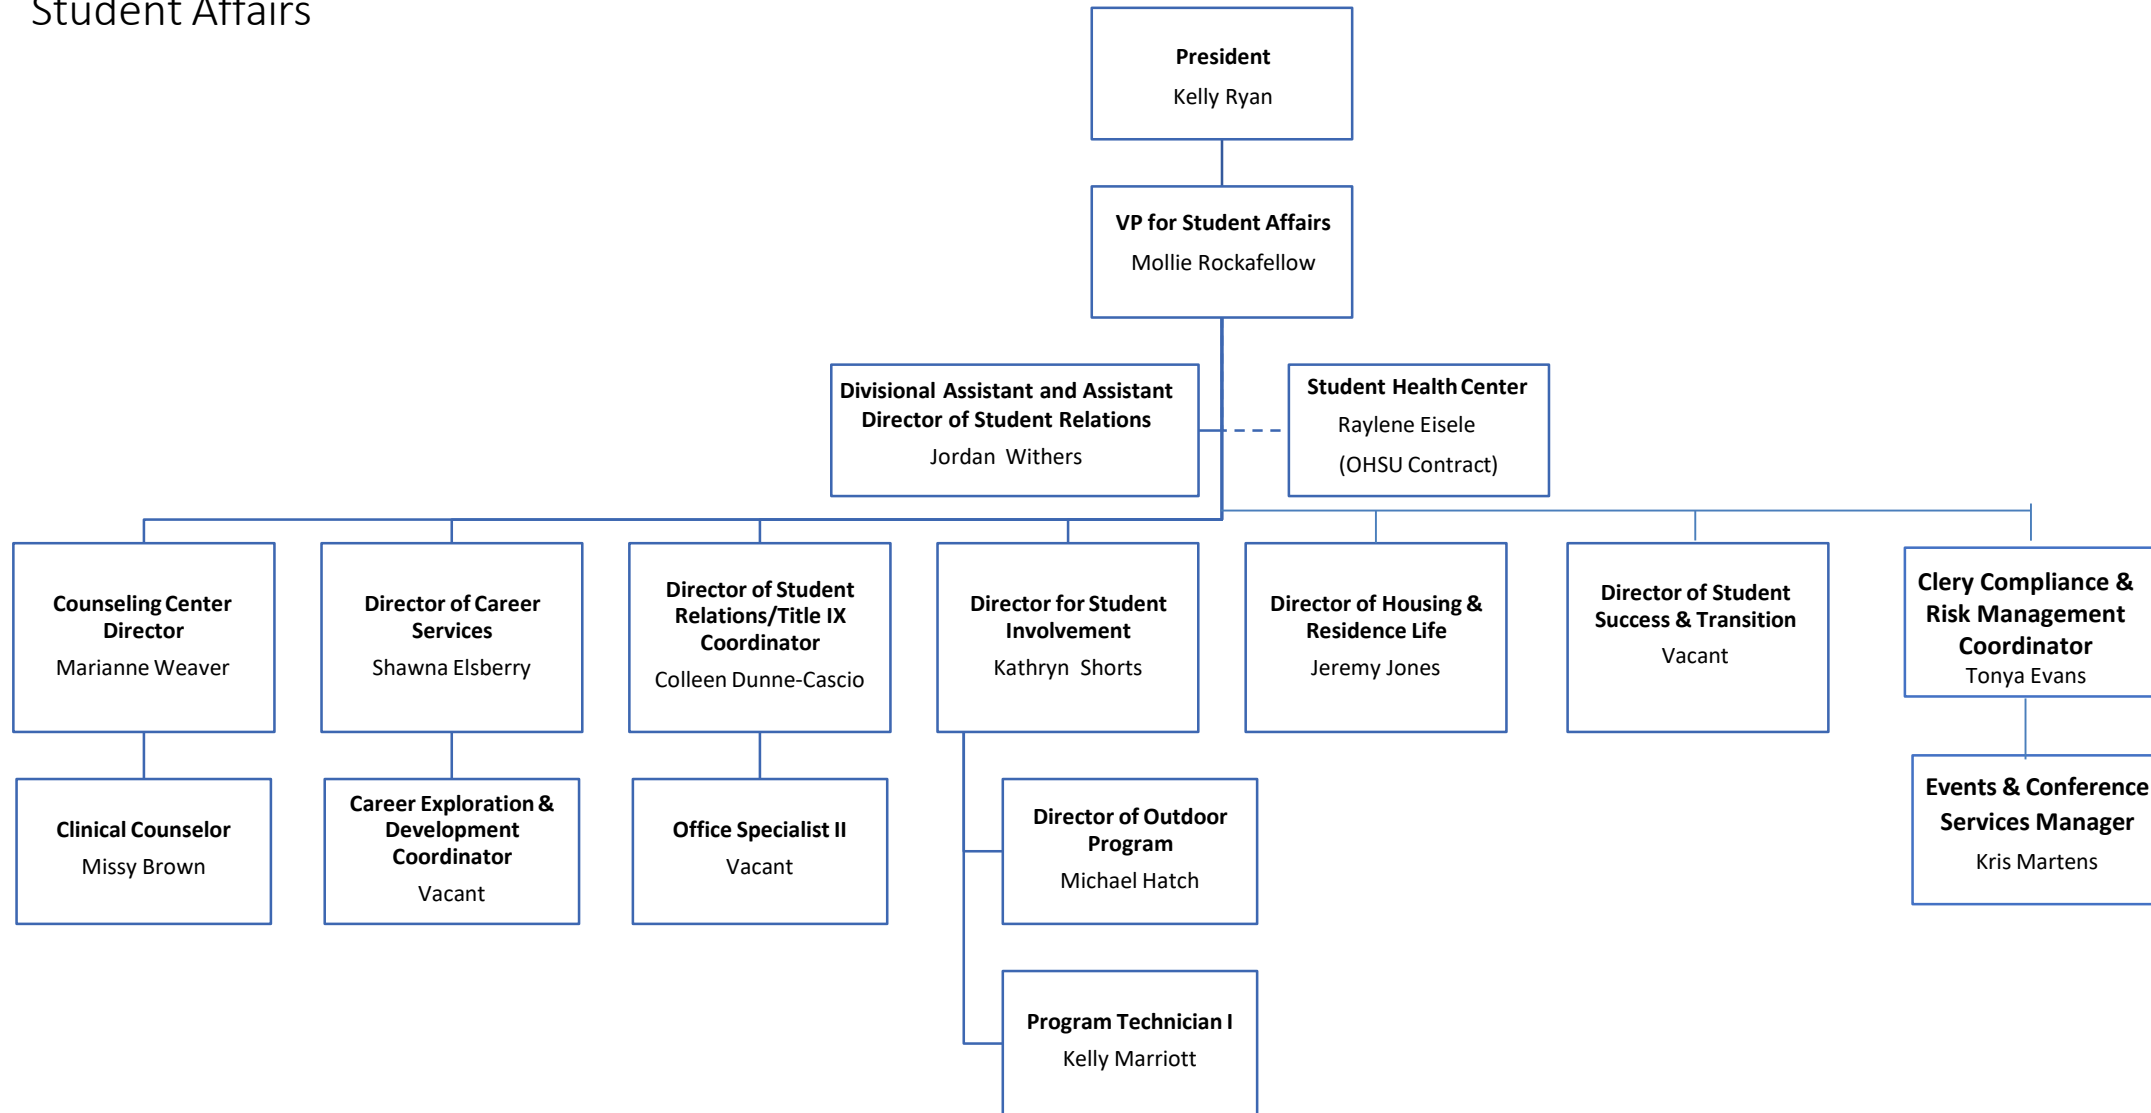 Student Affairs
President
Kelly Ryan
VP for Student Affairs
Mollie Rockafellow
Divisional Assistant and Assistant
Director of Student Relations
Jordan Withers
Student Health Center
Raylene Eisele
(OHSU Contract)
Counseling Center
Director
Marianne Weaver
Director of Career
Services
Shawna Elsberry
Director of Student
Relations/Title IX
Coordinator
Colleen Dunne-Cascio
Director for Student
Involvement
Kathryn Shorts
Director of Housing &
Residence Life
Jeremy Jones
Director of Student
Success & Transition
Vacant
Clery Compliance &
Risk Management
Coordinator
Tonya Evans
Clinical Counselor
Missy Brown
Career Exploration &
Development
Coordinator
Vacant
Office Specialist II
Vacant
Director of Outdoor
Program
Michael Hatch
Events & Conference
Services Manager
Kris Martens
Program Technician I
Kelly Marriott